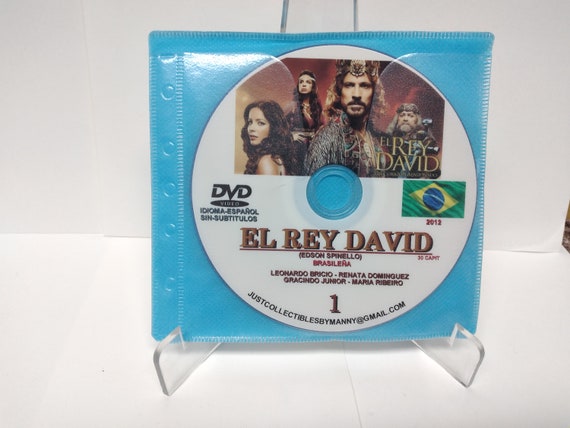 EL
REY
DAVID
DVD
VIDEO
IDIOMA-ESPAÑOL
SIN-SUBTITULOS
2012
EL REY DAVID
(EDSON SPINELLO)
30 CAPIT
BRASILEÑA
LEONARDO BRICIO - RENATA DOMINGUEZ
GRACINDO JUNIOR - MARIA RIBEIRO
1
JUSTCOLLECTIBLESBYMANNY@GMAIL.COM